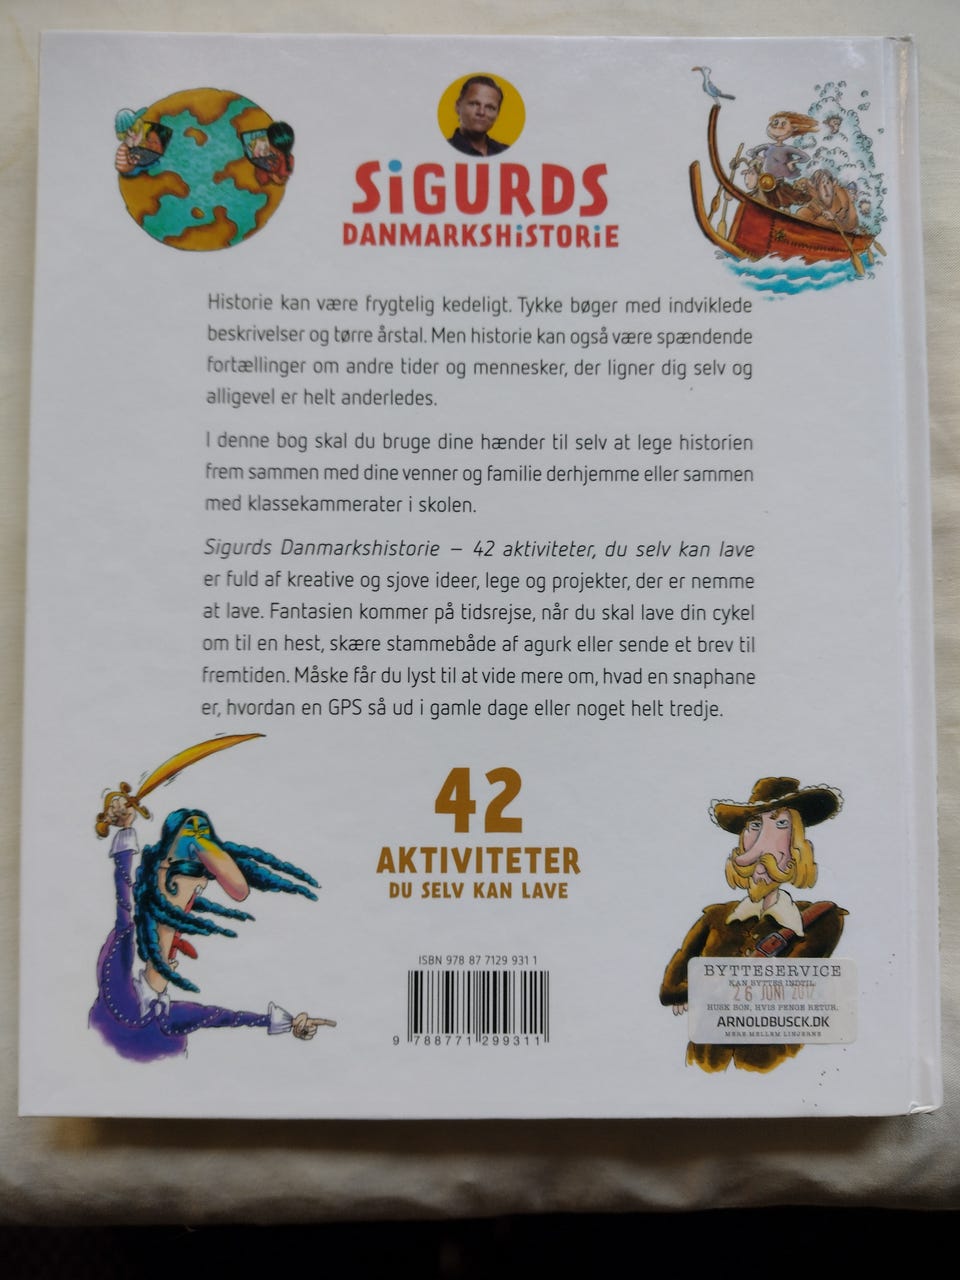 SiGURDS
DANMARKSHiSTORiE
Historie kan være frygtelig kedeligt. Tykke bøger med indviklede
beskrivelser og tørre årstal. Men historie kan også være spændende
fortællinger om andre tider og mennesker, der ligner dig selv og
alligevel er helt anderledes.
I denne bog skal du bruge dine hænder til selv at lege historien
frem sammen med dine venner og familie derhjemme eller sammen
med klassekammerater i skolen.
Sigurds Danmarkshistorie – 42 aktiviteter, du selv kan lave
er fuld af kreative og sjove ideer, lege og projekter, der er nemme
at lave. Fantasien kommer på tidsrejse, når du skal lave din cykel
om til en hest, skære stammebåde af agurk eller sende et brev til
fremtiden. Måske får du lyst til at vide mere om, hvad en snaphane
er, hvordan en GPS så ud i gamle dage eller noget helt tredje.
42
AKTIVITETER
DU SELV KAN LAVE
ISBN 978 87 7129 931 1
9 788771 299311
BYTTESERVICE
KAN BYTTES INDTIL:
26 JUNI 2017
HUSK BON, HVIS PENGE RETUR.
ARNOLDBUSCK.DK
MERE MELLEM LINJERNE